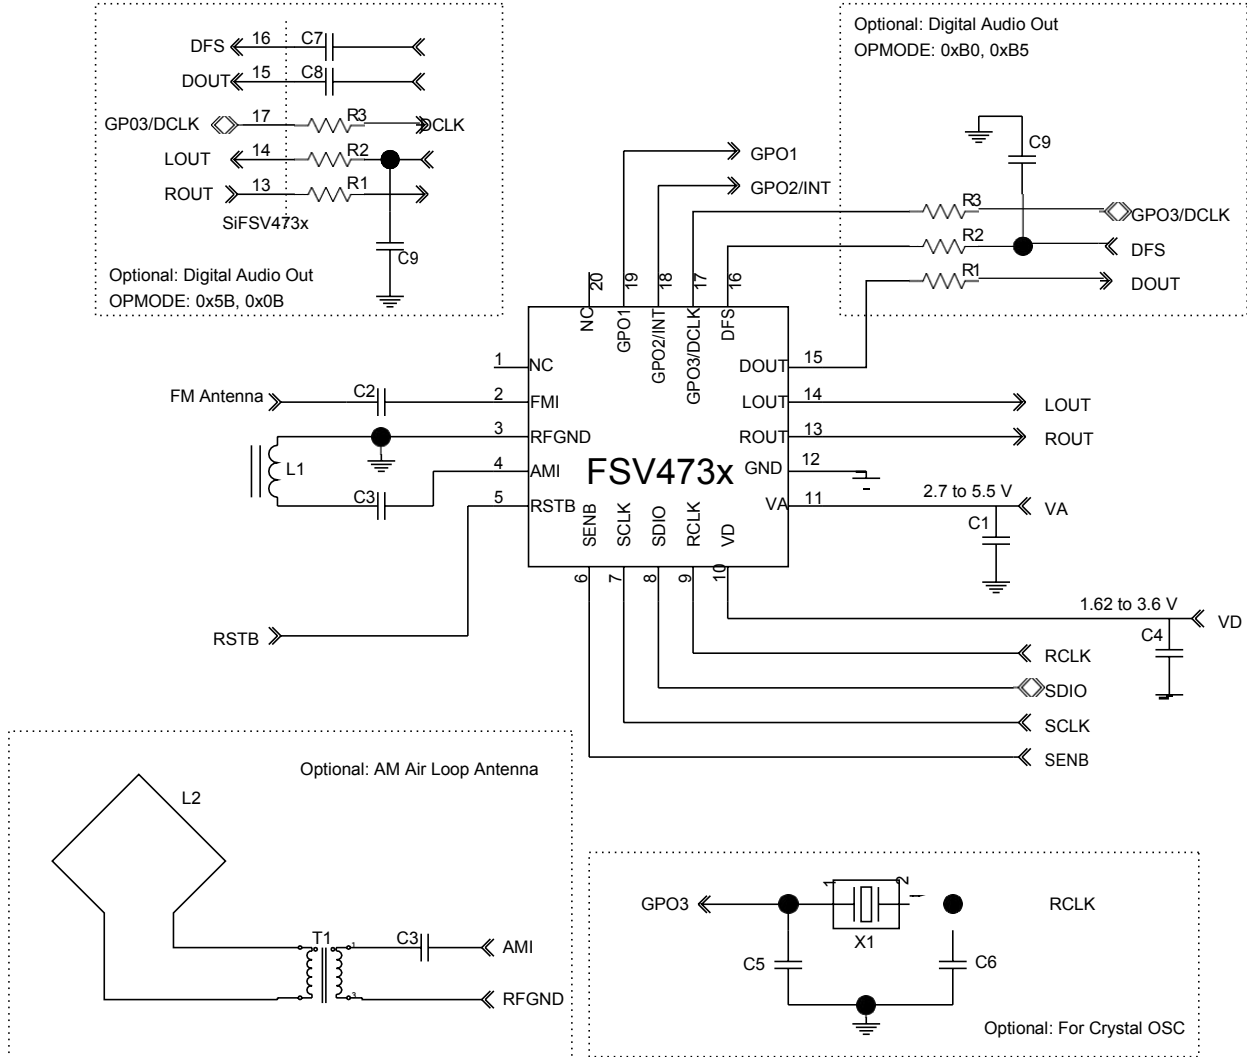 DFS 16 C7
DOUT 15 C8
GP03/DCLK 17 R3 DCLK
LOUT 14 R2
ROUT 13 R1
SiFSV473x
C9
Optional: Digital Audio Out
OPMODE: 0x5B, 0x0B
Optional: Digital Audio Out
OPMODE: 0xB0, 0xB5
C9
R3 GPO3/DCLK
R2 DFS
R1 DOUT
GPO1
GPO2/INT
20 19 18 17 16
NC GPO1 GPO2/INT GPO3/DCLK DFS
1 NC
FM Antenna C2 2 FMI
3 RFGND
L1 4 AMI
C3 5 RSTB
FSV473x
DOUT 15
LOUT 14 LOUT
ROUT 13 ROUT
GND 12
VA 11 2.7 to 5.5 V VA
C1
SENB SCLK SDIO RCLK VD
6 7 8 9 10
1.62 to 3.6 V VD
C4
RSTB
RCLK
SDIO
SCLK
SENB
Optional: AM Air Loop Antenna
L2
T1 1 C3 AMI
3 RFGND
GPO3 1 2 RCLK
X1
C5 C6
Optional: For Crystal OSC